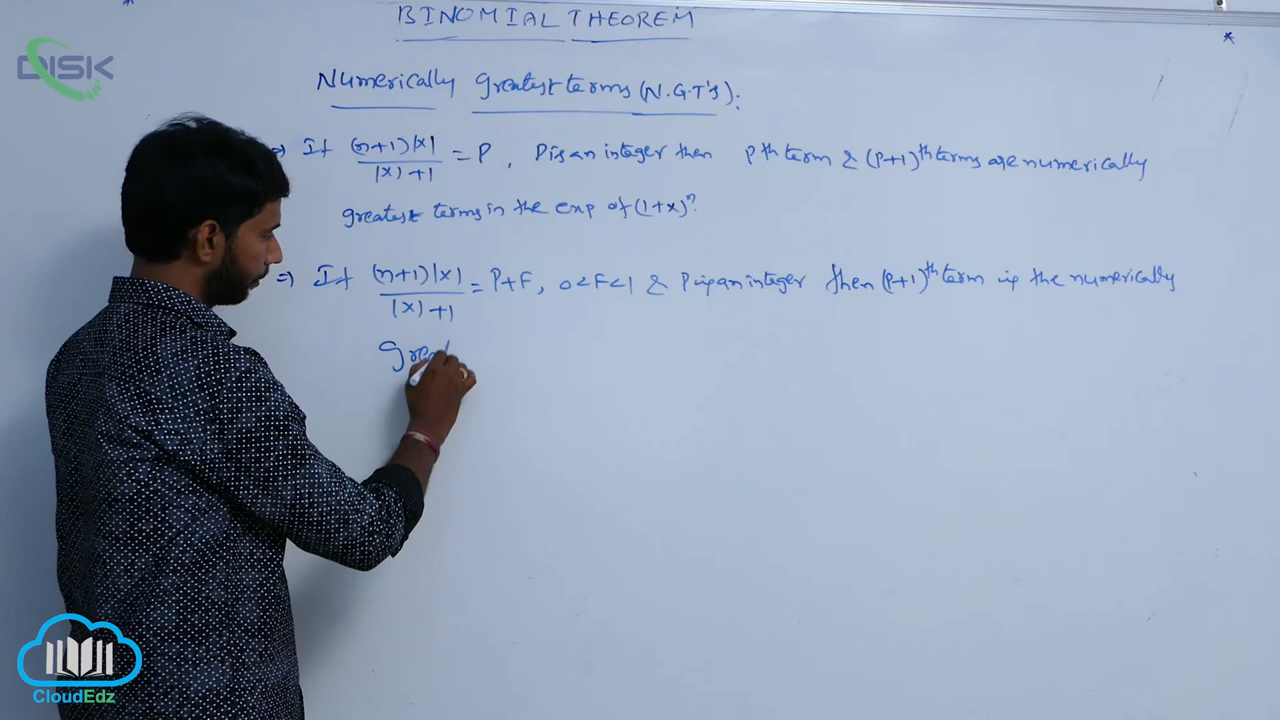 BINOMIAL THEOREM
DISK
Numerically greatest terms (N.G.T's):
⇒ If (n+1)|x| / |x|+1 = P, P is an integer then pth term & (P+1)th terms are numerically
greatest terms in the exp of (1+x)^n.
⇒ If (n+1)|x| / |x|+1 = P+F, 0<F<1 & P is an integer then (P+1)th term is the numerically
Grea
CloudEdz